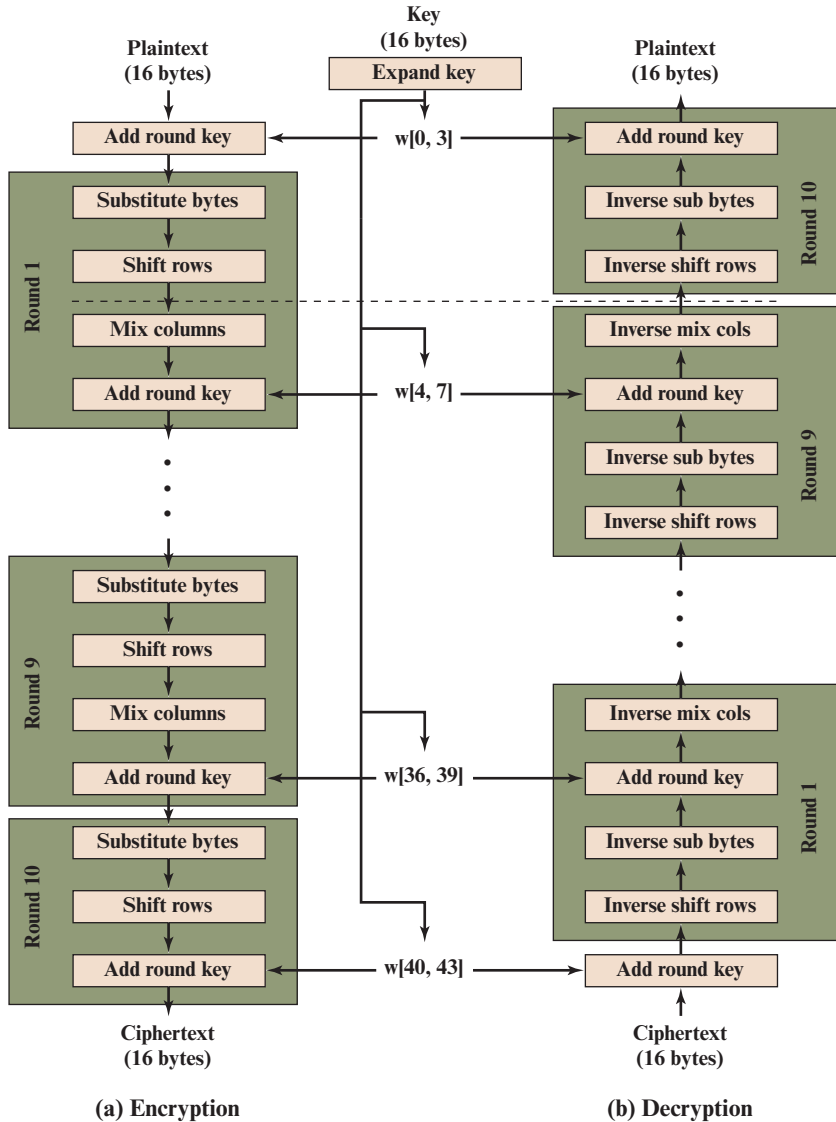 Key
(16 bytes)
Expand key
Plaintext
(16 bytes)
Add round key
Round 1
Substitute bytes
Shift rows
Mix columns
Add round key
Round 9
Substitute bytes
Shift rows
Mix columns
Add round key
Round 10
Substitute bytes
Shift rows
Add round key
Ciphertext
(16 bytes)
(a) Encryption
w[0, 3]
w[4, 7]
w[36, 39]
w[40, 43]
Plaintext
(16 bytes)
Add round key
Inverse sub bytes
Inverse shift rows
Round 10
Inverse mix cols
Add round key
Inverse sub bytes
Inverse shift rows
Round 9
Inverse mix cols
Add round key
Inverse sub bytes
Inverse shift rows
Round 1
Add round key
Ciphertext
(16 bytes)
(b) Decryption